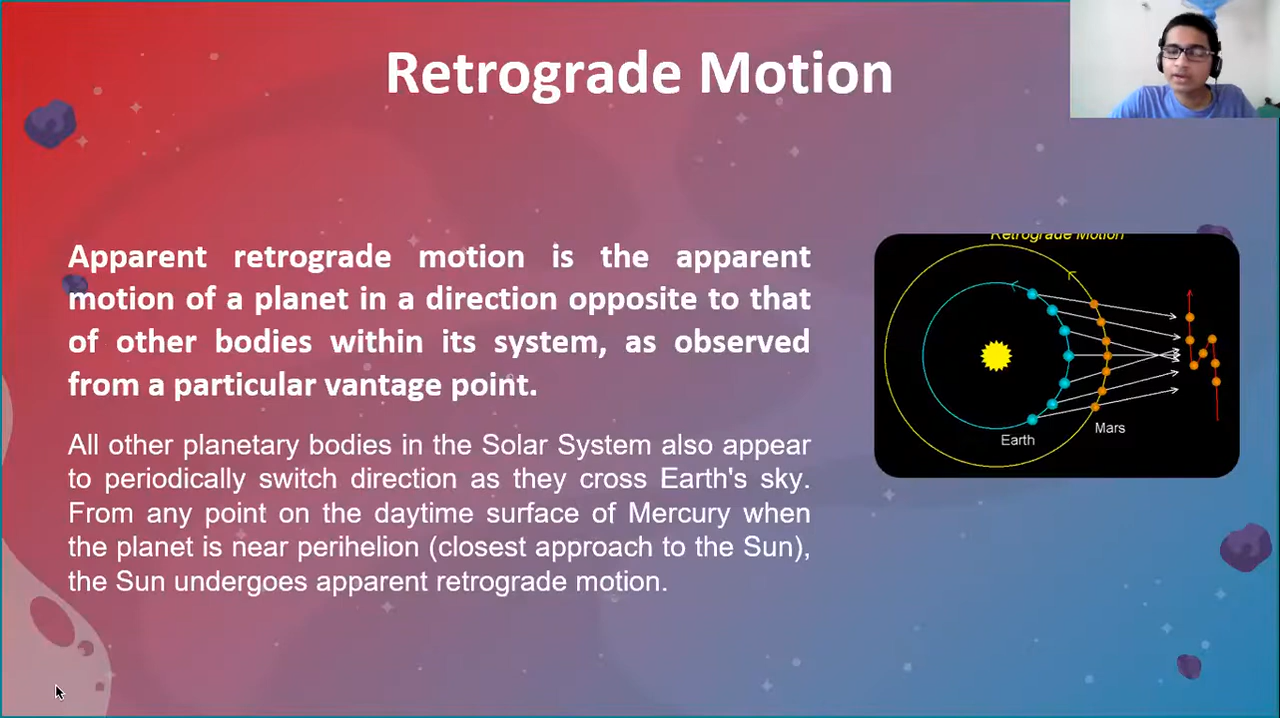 Retrograde Motion
Apparent retrograde motion is the apparent
motion of a planet in a direction opposite to that
of other bodies within its system, as observed
from a particular vantage point.
All other planetary bodies in the Solar System also appear
to periodically switch direction as they cross Earth's sky.
From any point on the daytime surface of Mercury when
the planet is near perihelion (closest approach to the Sun),
the Sun undergoes apparent retrograde motion.
Retrograde Motion
Earth
Mars